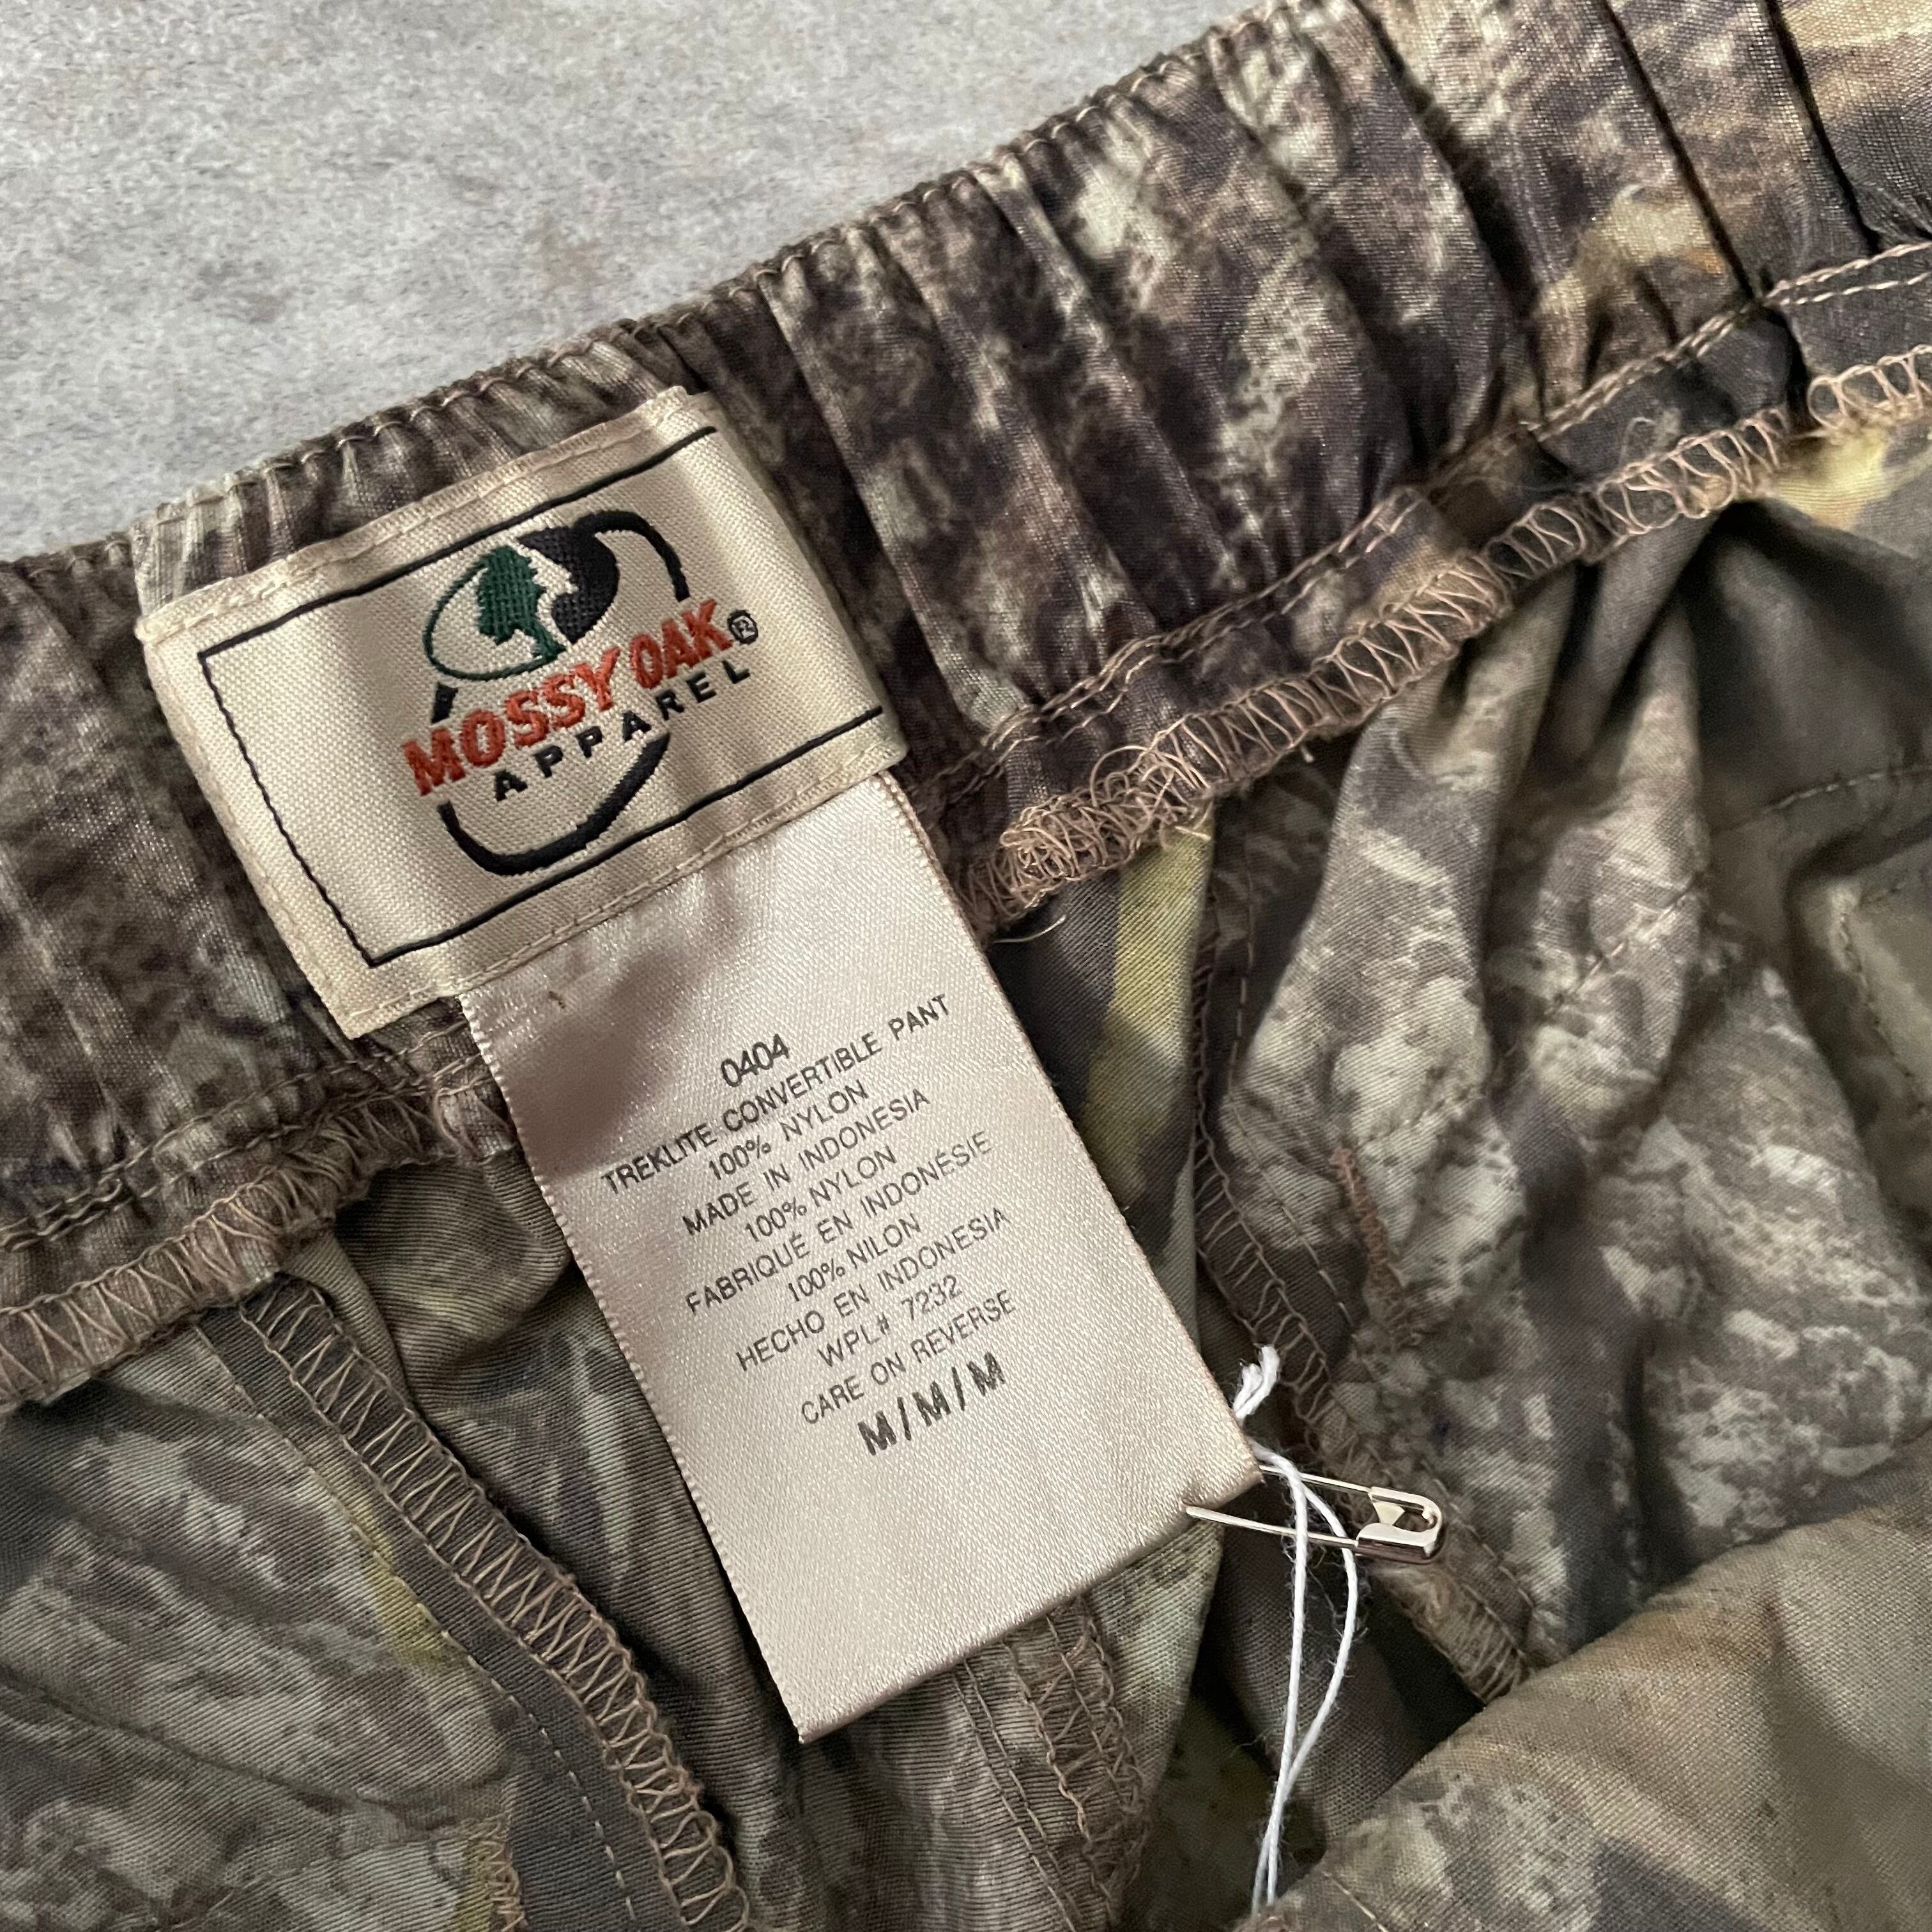 MOSSY OAK®
APPAREL
0404
TREKLITE CONVERTIBLE PANT
100% NYLON
MADE IN INDONESIA
100% NYLON
FABRIQUÉ EN INDONÉSIE
100% NILON
HECHO EN INDONESIA
WPL# 7232
CARE ON REVERSE
M/M/M